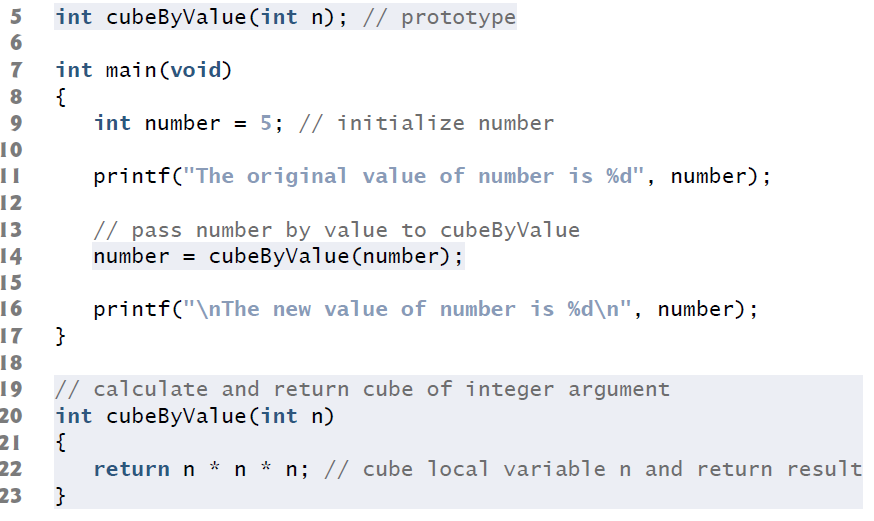 5 int cubeByValue(int n); // prototype
6
7 int main(void)
8 {
9 int number = 5; // initialize number
10
11 printf("The original value of number is %d", number);
12
13 // pass number by value to cubeByValue
14 number = cubeByValue(number);
15
16 printf("\nThe new value of number is %d\n", number);
17 }
18
19 // calculate and return cube of integer argument
20 int cubeByValue(int n)
21 {
22 return n * n * n; // cube local variable n and return result
23 }